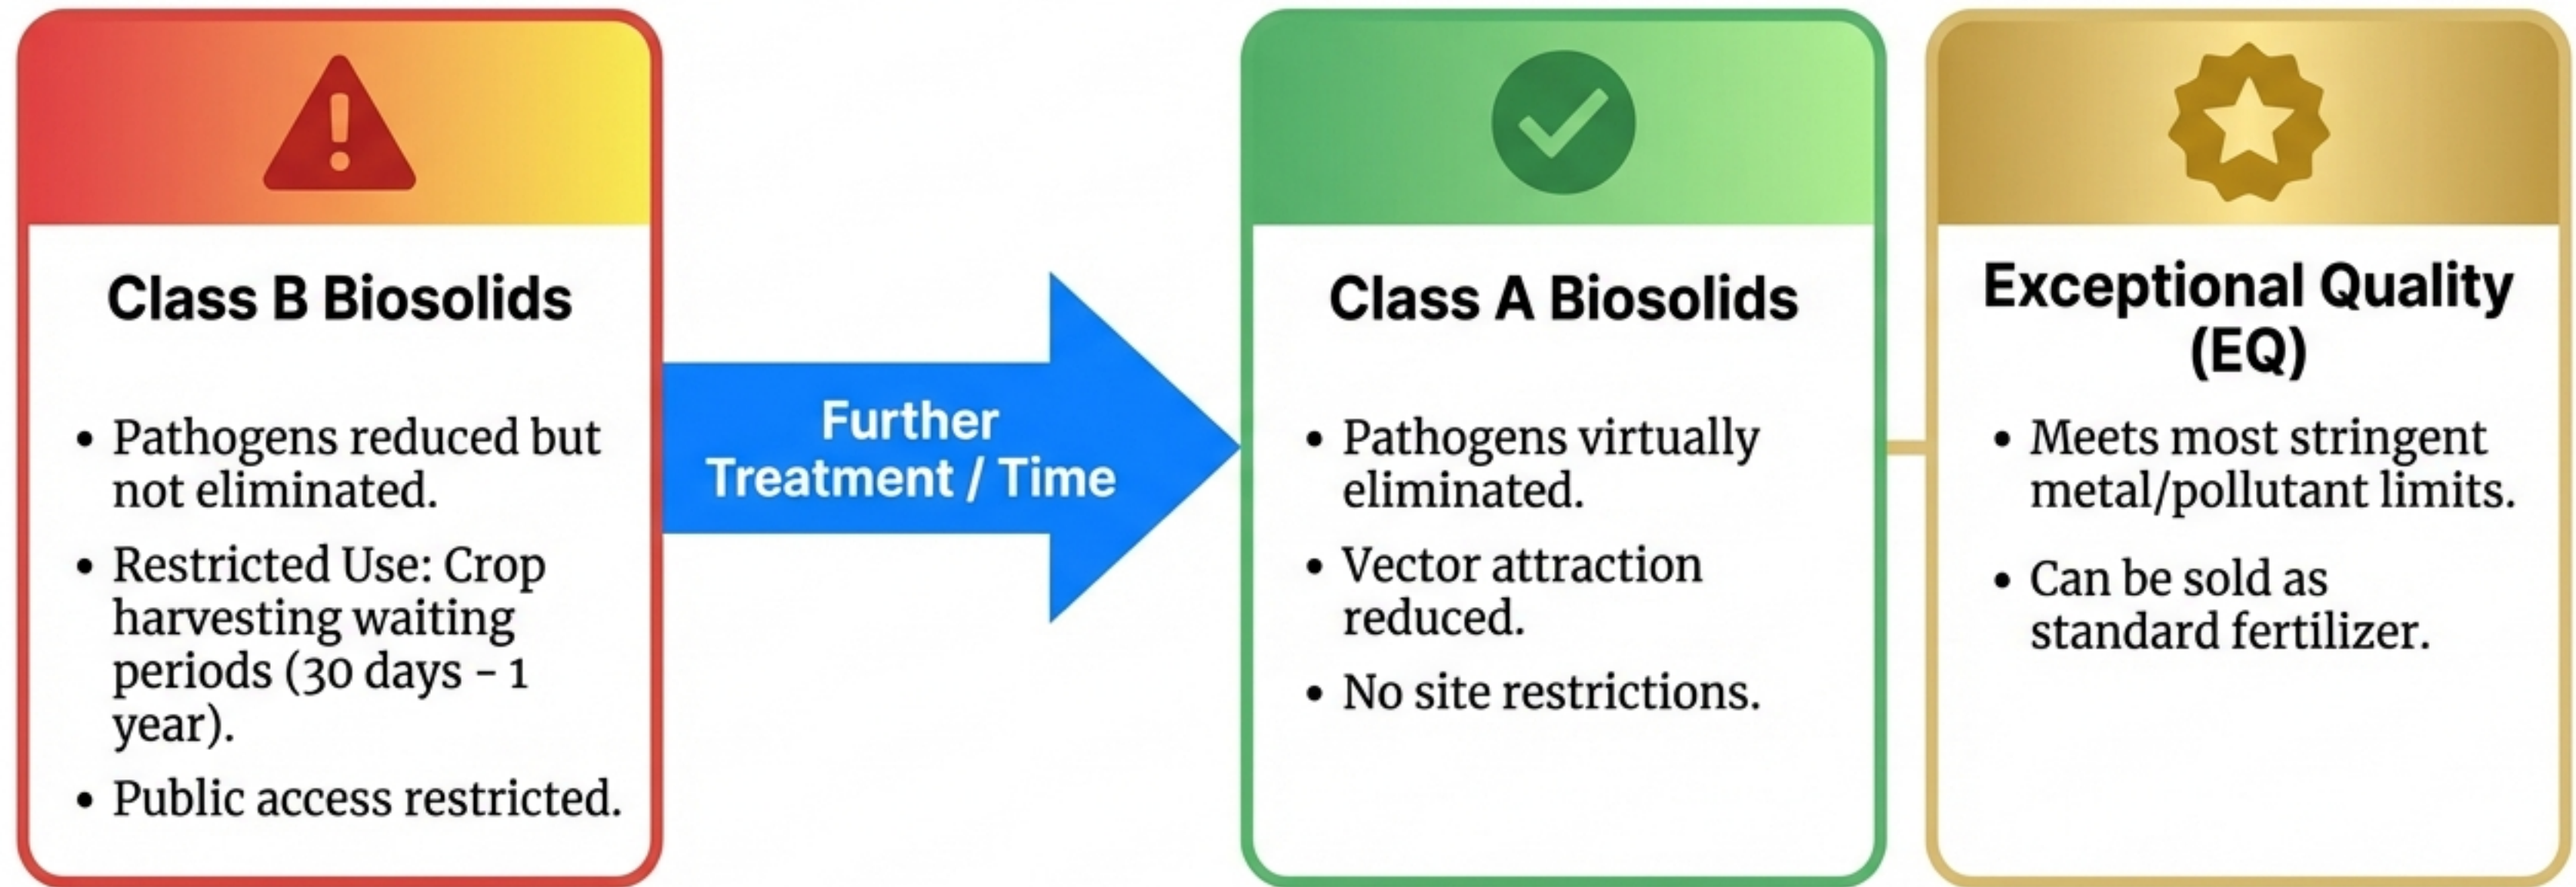 Class B Biosolids
• Pathogens reduced but
not eliminated.
• Restricted Use: Crop
harvesting waiting
periods (30 days – 1
year).
• Public access restricted.
Further
Treatment / Time
Class A Biosolids
• Pathogens virtually
eliminated.
• Vector attraction
reduced.
• No site restrictions.
Exceptional Quality
(EQ)
• Meets most stringent
metal/pollutant limits.
• Can be sold as
standard fertilizer.